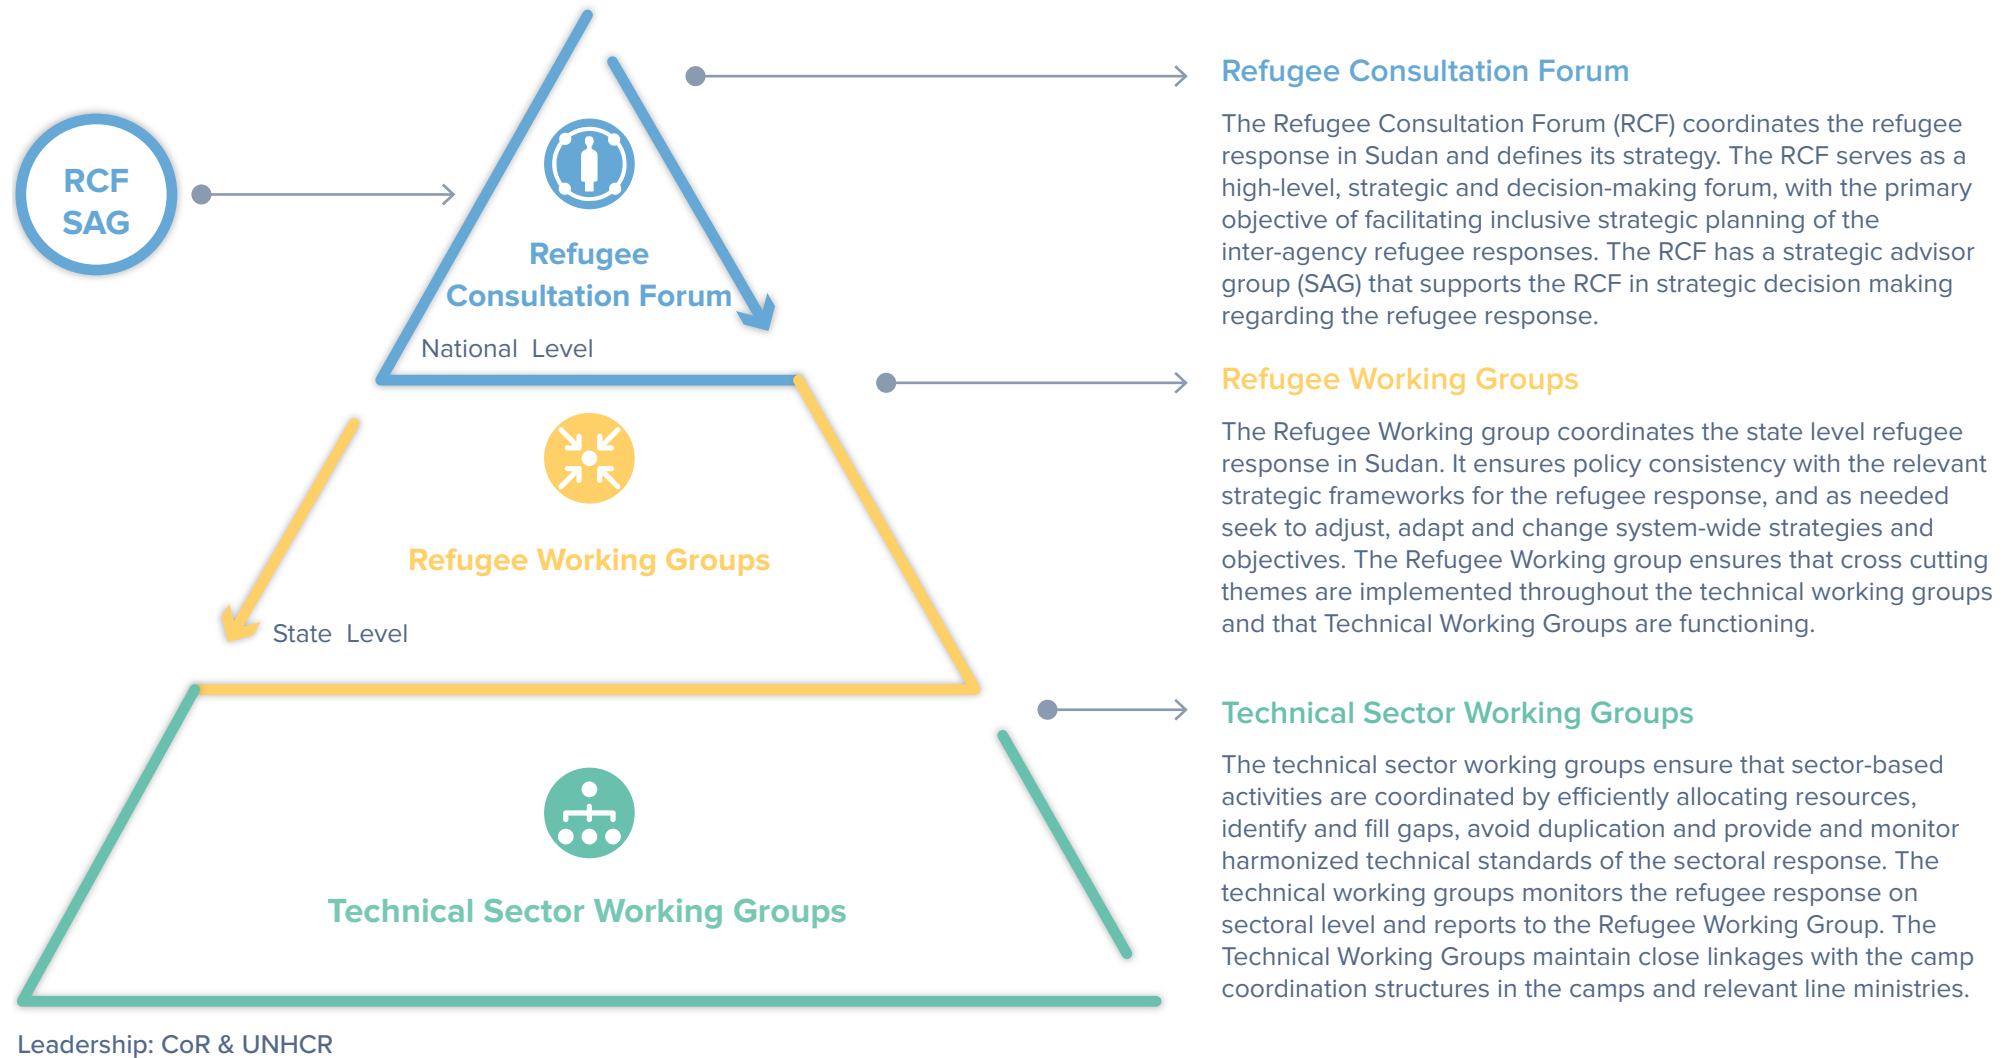 RCF
SAG
Refugee
Consultation Forum
National Level
Refugee Working Groups
State Level
Technical Sector Working Groups
Leadership: CoR & UNHCR
Refugee Consultation Forum
The Refugee Consultation Forum (RCF) coordinates the refugee
response in Sudan and defines its strategy. The RCF serves as a
high-level, strategic and decision-making forum, with the primary
objective of facilitating inclusive strategic planning of the
inter-agency refugee responses. The RCF has a strategic advisor
group (SAG) that supports the RCF in strategic decision making
regarding the refugee response.
Refugee Working Groups
The Refugee Working group coordinates the state level refugee
response in Sudan. It ensures policy consistency with the relevant
strategic frameworks for the refugee response, and as needed
seek to adjust, adapt and change system-wide strategies and
objectives. The Refugee Working group ensures that cross cutting
themes are implemented throughout the technical working groups
and that Technical Working Groups are functioning.
Technical Sector Working Groups
The technical sector working groups ensure that sector-based
activities are coordinated by efficiently allocating resources,
identify and fill gaps, avoid duplication and provide and monitor
harmonized technical standards of the sectoral response. The
technical working groups monitors the refugee response on
sectoral level and reports to the Refugee Working Group. The
Technical Working Groups maintain close linkages with the camp
coordination structures in the camps and relevant line ministries.